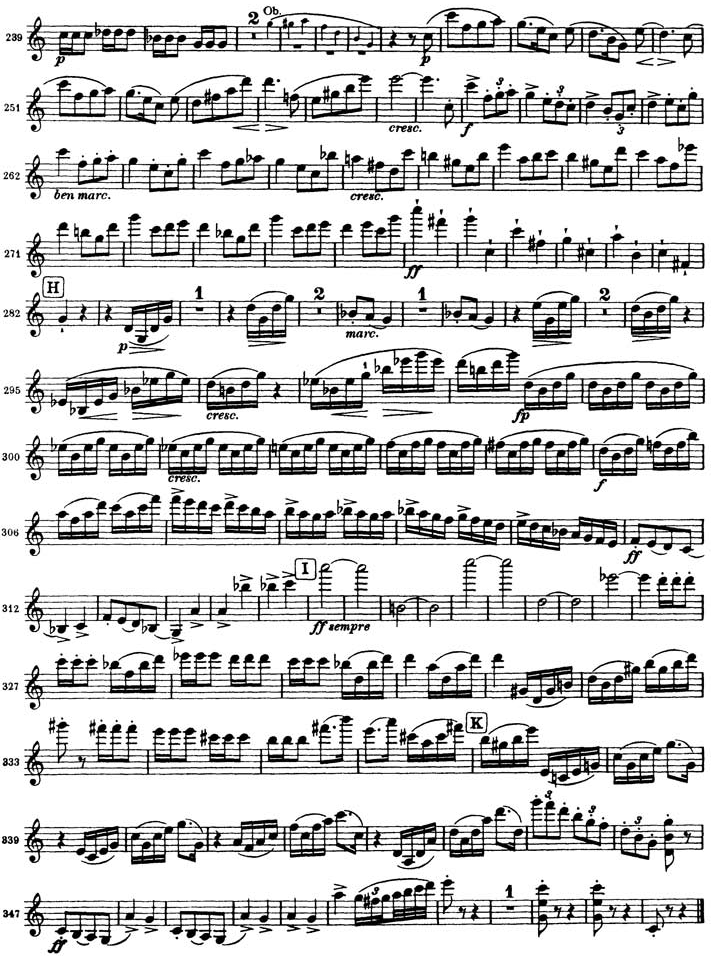 Ob.
239 2
p p
251 3 3
cresc. f 3
262
ben marc. cresc.
271
ff
H
282 1 2 1 2
p marc.
295
cresc. fp
300
cresc. f
306
ff
I
312
ff sempre
327
K
333
3
339 3 3
347 3 1
ff